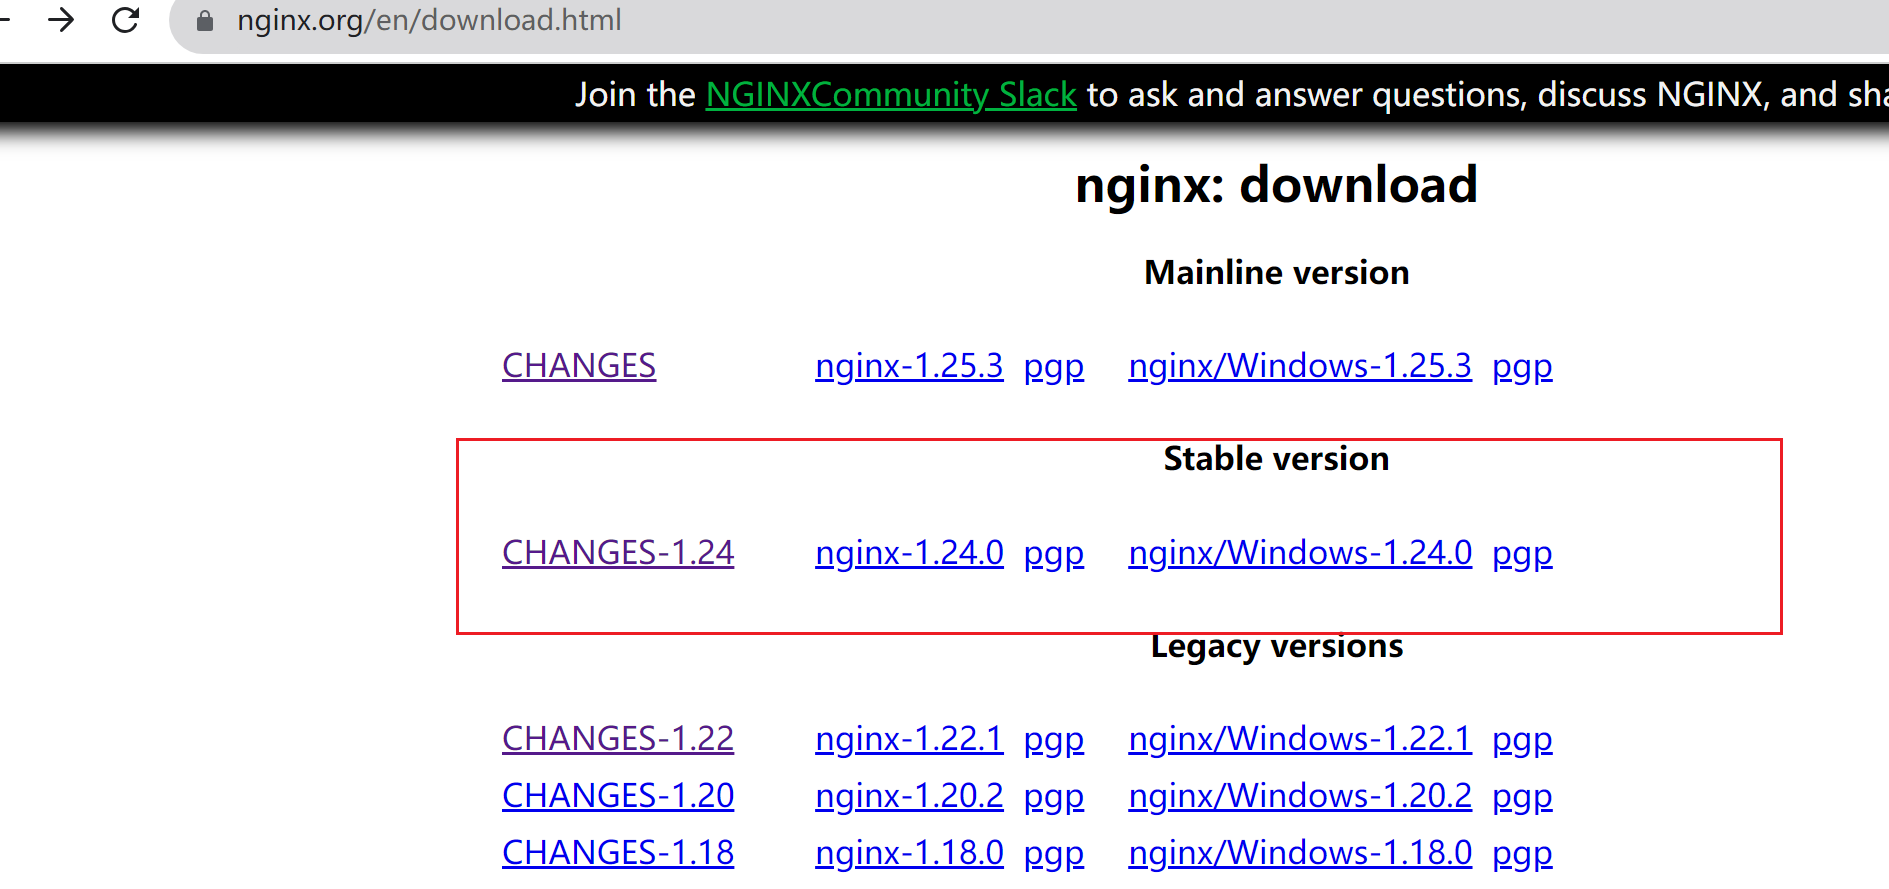 nginx.org/en/download.html
Join the NGINXCommunity Slack to ask and answer questions, discuss NGINX, and
nginx: download
Mainline version
CHANGES nginx-1.25.3 pgp nginx/Windows-1.25.3 pgp
Stable version
CHANGES-1.24 nginx-1.24.0 pgp nginx/Windows-1.24.0 pgp
Legacy versions
CHANGES-1.22 nginx-1.22.1 pgp nginx/Windows-1.22.1 pgp
CHANGES-1.20 nginx-1.20.2 pgp nginx/Windows-1.20.2 pgp
CHANGES-1.18 nginx-1.18.0 pgp nginx/Windows-1.18.0 pgp